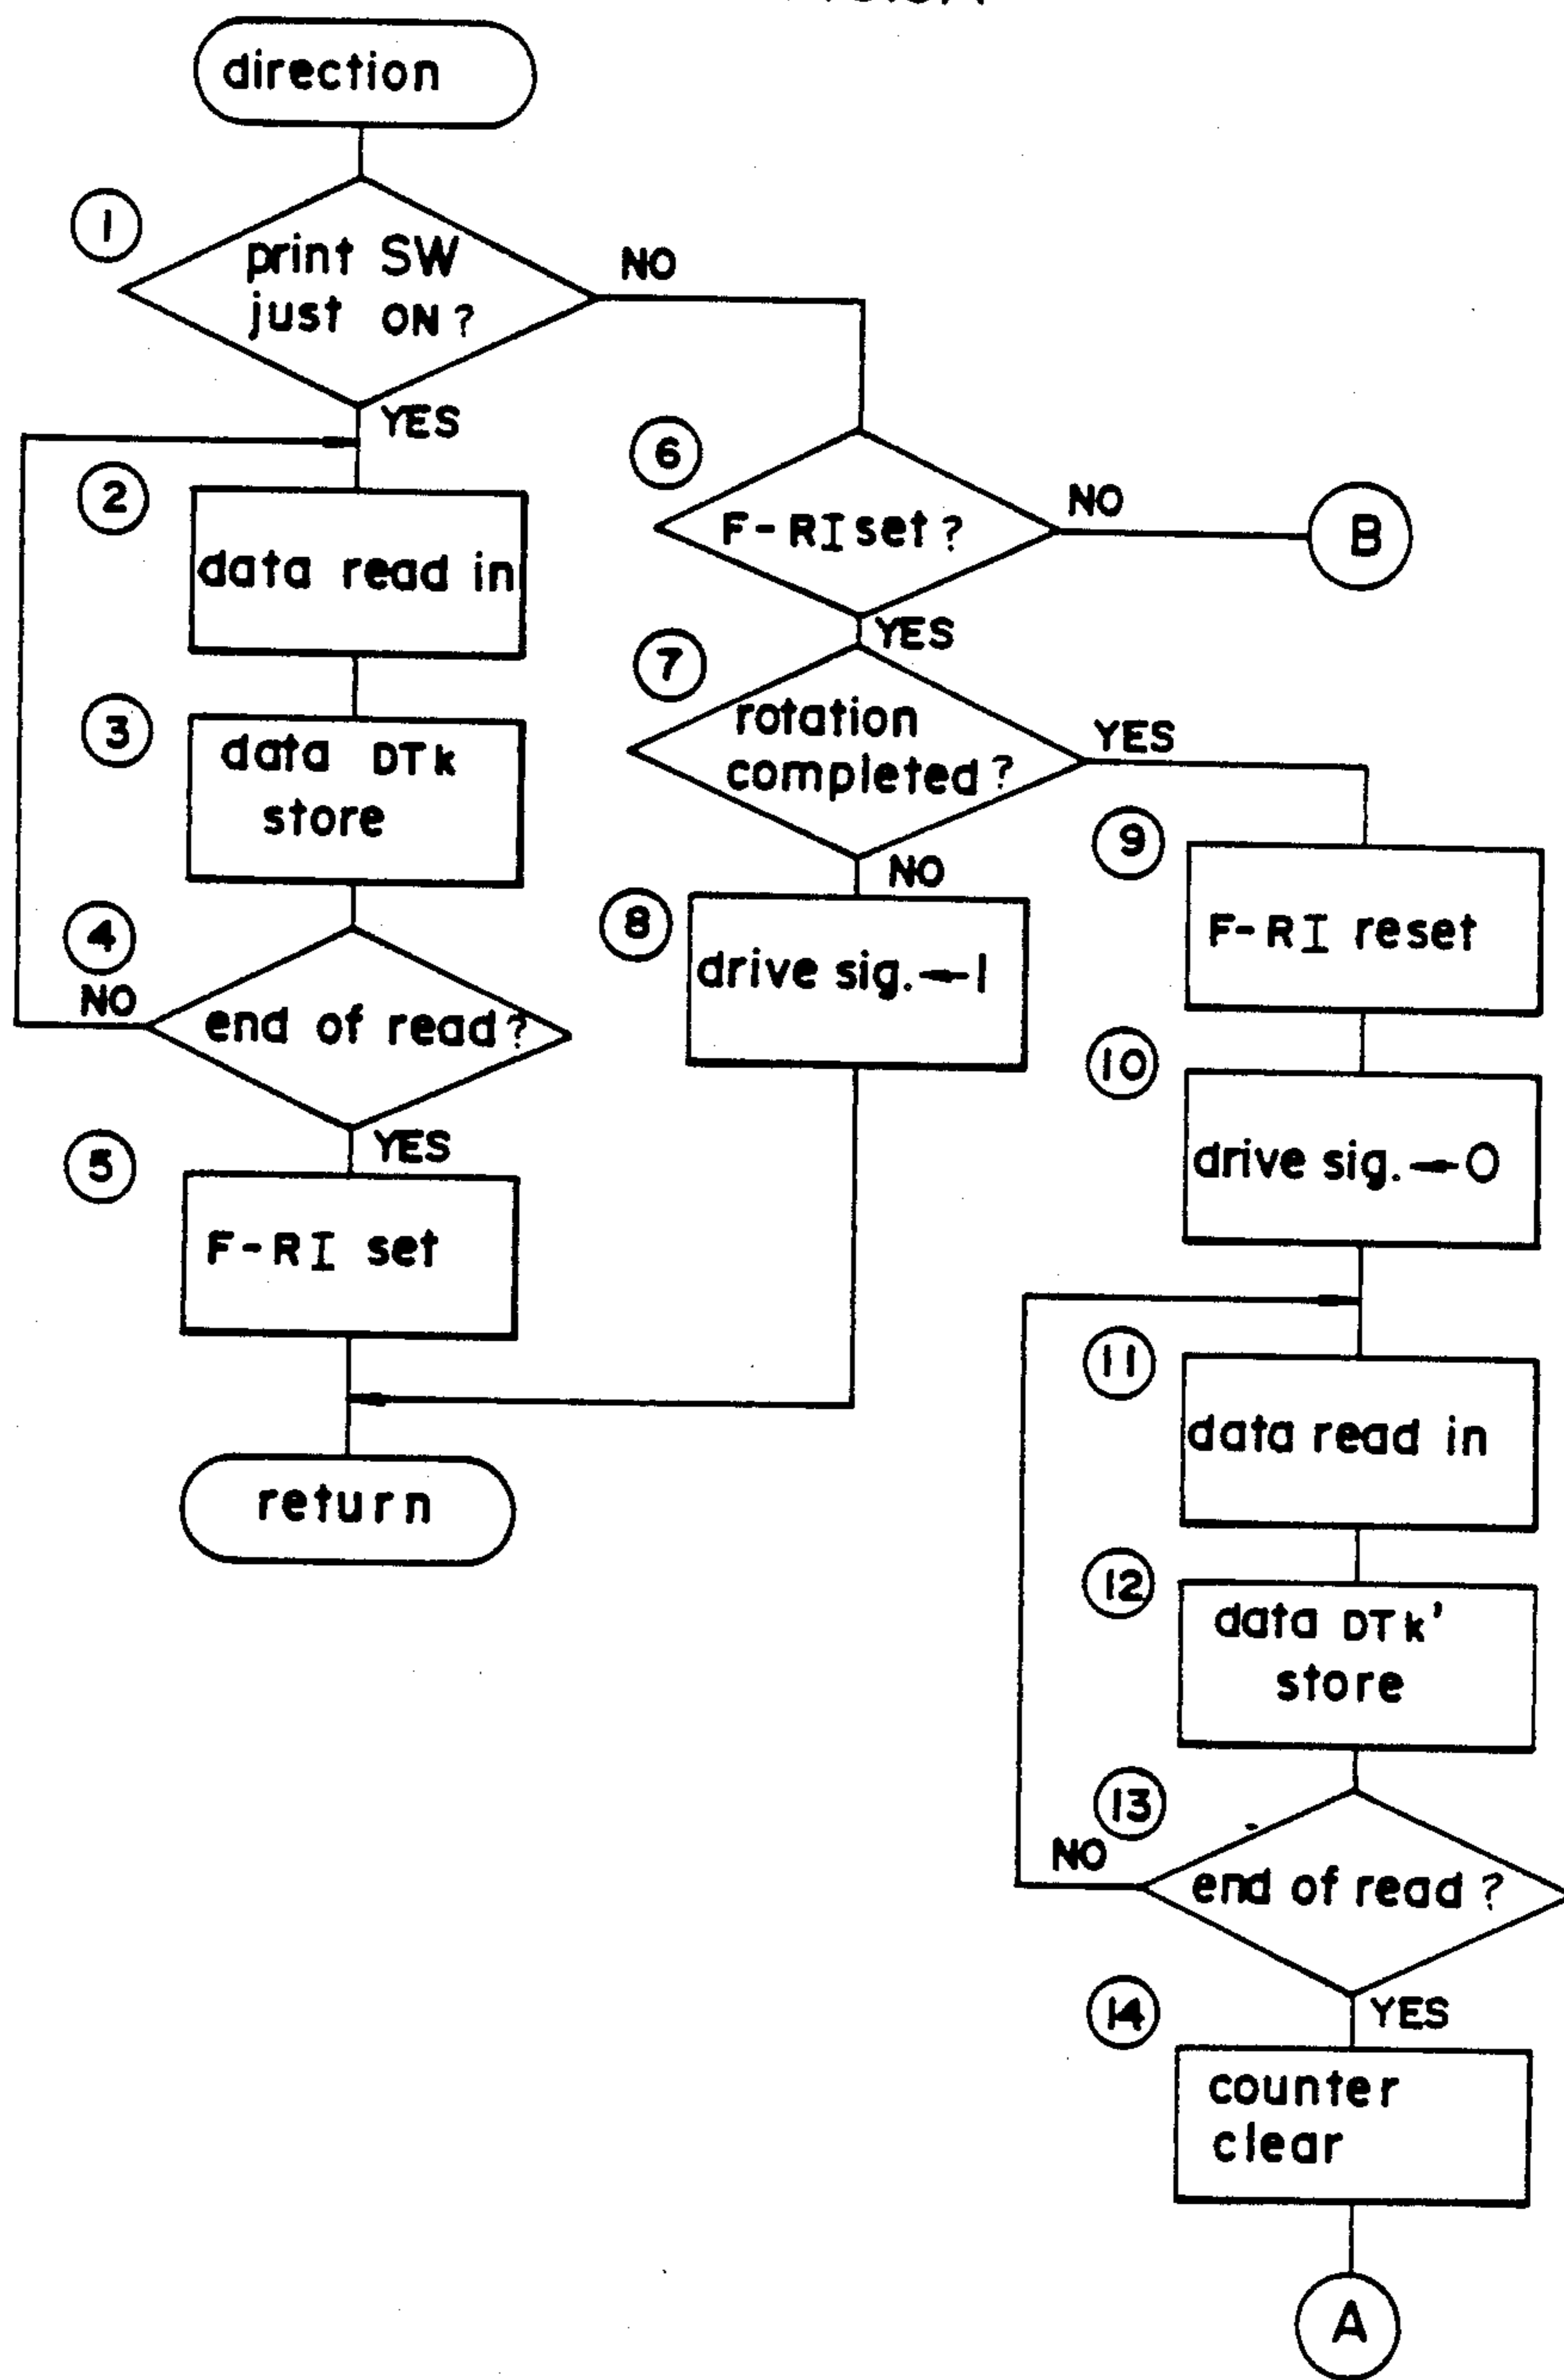 direction
1
print SW
just ON?
NO
YES
2
data read in
3
data DTk
store
4
NO
end of read?
YES
5
F-RI set
return
6
F-RI set?
NO
B
YES
7
rotation
completed?
YES
NO
8
drive sig.←1
9
F-RI reset
10
drive sig.←0
11
data read in
12
data DTk'
store
13
NO
end of read?
YES
14
counter
clear
A